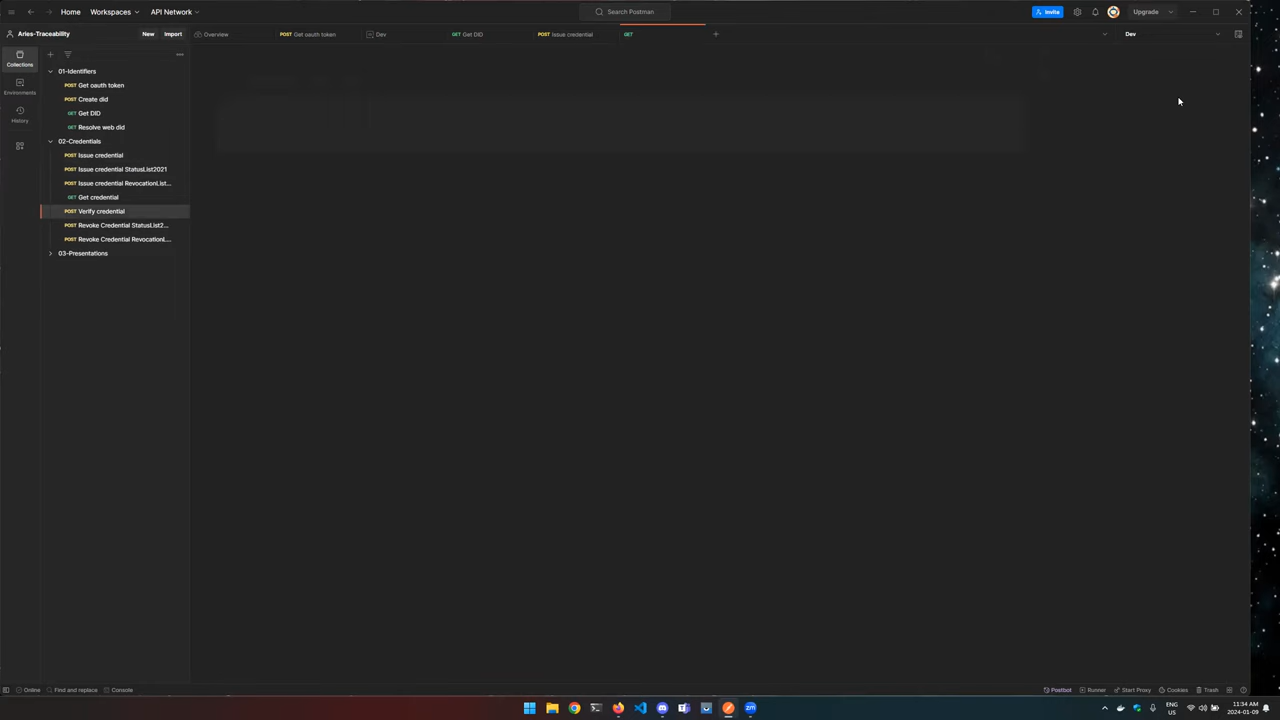 Home Workspaces API Network Search Postman Invite Upgrade
Aries-Traceability New Import Overview POST Get oauth token Dev GET Get DID POST Issue credential GET Dev
Collections
Environments
History
01-Identifiers
POST Get oauth token
POST Create did
GET Get DID
POST Resolve web did
02-Credentials
POST Issue credential
POST Issue credential StatusList2021
POST Issue credential RevocationList...
GET Get credential
POST Verify credential
POST Revoke Credential StatusList2...
POST Revoke Credential RevocationL...
03-Presentations
Online Find and replace Console Postbot Runner Start Proxy Cookies Trash
ENG
US
11:34 AM
2024-01-09